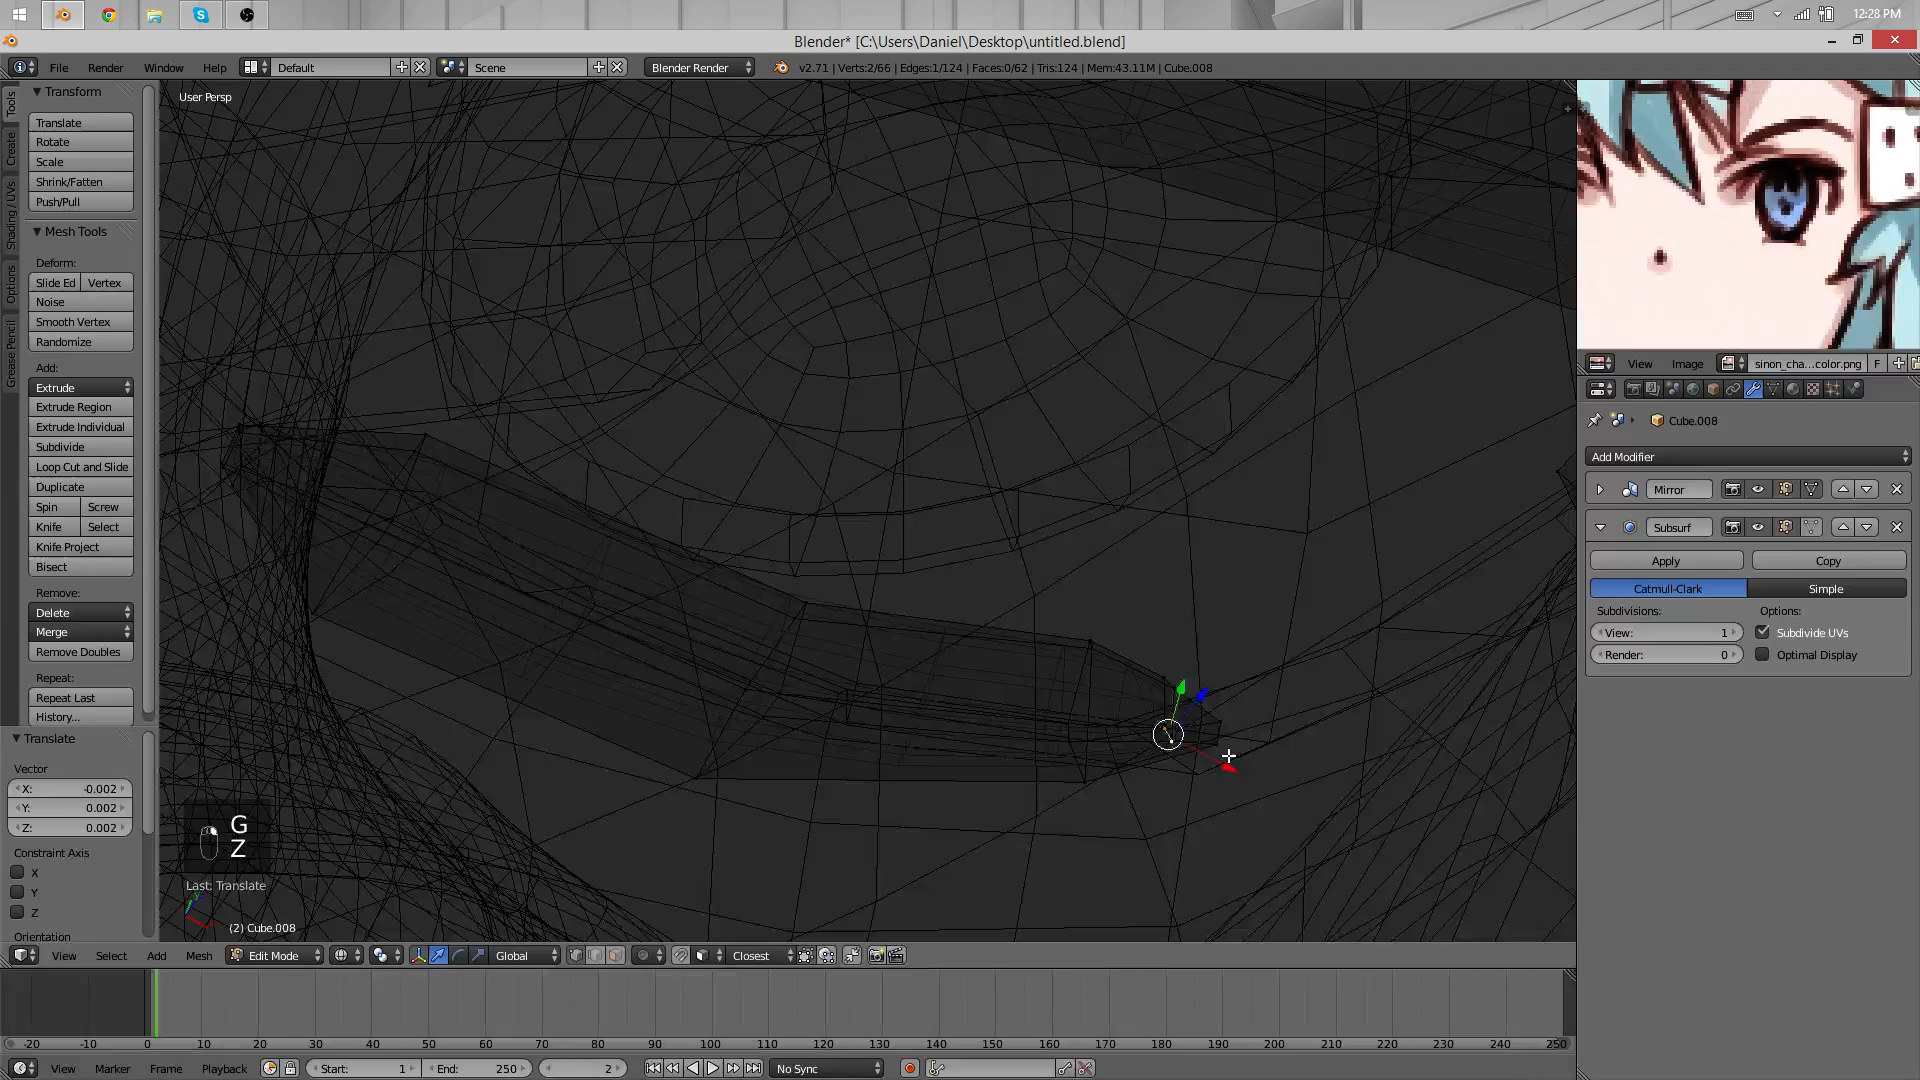 12:28 PM
Blender* [C:\Users\Daniel\Desktop\untitled.blend]
File Render Window Help Default Scene Blender Render v2.71 | Verts:2/66 | Edges:1/124 | Faces:0/62 | Tris:124 | Mem:43.11M | Cube.008
Tools
Create
Shading / UVs
Options
Grease Pencil
Transform
Translate
Rotate
Scale
Shrink/Fatten
Push/Pull
Mesh Tools
Deform:
Slide Ed Vertex
Noise
Smooth Vertex
Randomize
Add:
Extrude
Extrude Region
Extrude Individual
Subdivide
Loop Cut and Slide
Duplicate
Spin Screw
Knife Select
Knife Project
Bisect
Remove:
Delete
Merge
Remove Doubles
Repeat:
Repeat Last
History...
Translate
Vector
X: -0.002
Y: 0.002
Z: 0.002
Constraint Axis
X
Y
Z
Orientation
User Persp
G
Z
Last: Translate
(2) Cube.008
View Image sinon_cha...color.png F
Cube.008
Add Modifier
Mirror
Subsurf
Apply Copy
Catmull-Clark Simple
Subdivisions: Options:
View: 1 Subdivide UVs
Render: 0 Optimal Display
View Select Add Mesh Edit Mode Global Closest
-20 -10 0 10 20 30 40 50 60 70 80 90 100 110 120 130 140 150 160 170 180 190 200 210 220 230 240 250
View Marker Frame Playback Start: 1 End: 250 2 No Sync